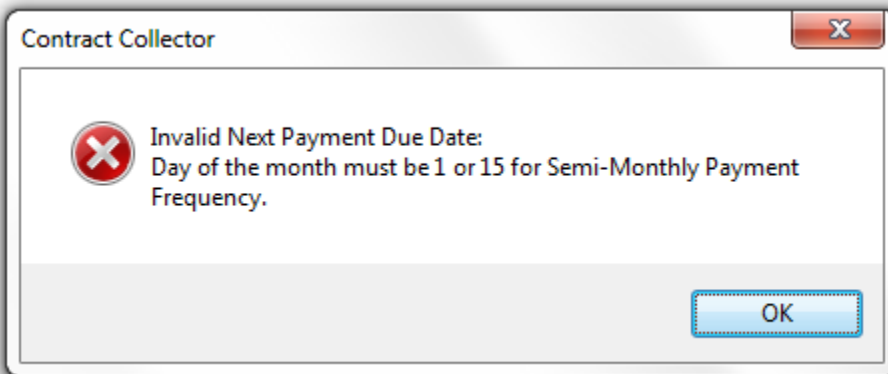 Contract Collector
Invalid Next Payment Due Date:
Day of the month must be 1 or 15 for Semi-Monthly Payment
Frequency.
OK